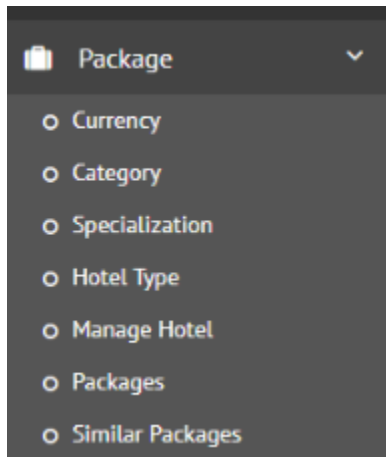 Package
Currency
Category
Specialization
Hotel Type
Manage Hotel
Packages
Similar Packages